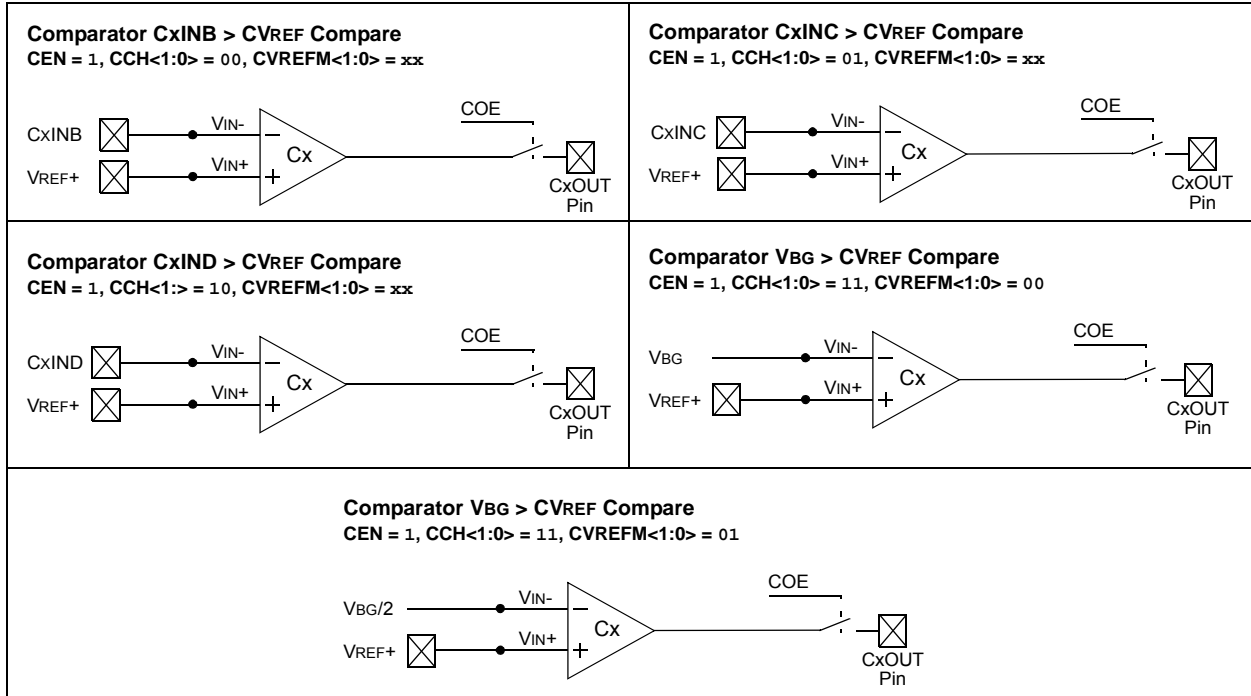 Comparator CxINB > CVREF Compare
CEN = 1, CCH<1:0> = 00, CVREFM<1:0> = xx
COE
CxINB
VIN-
–
Cx
VREF+
VIN+
+
CxOUT
Pin
Comparator CxINC > CVREF Compare
CEN = 1, CCH<1:0> = 01, CVREFM<1:0> = xx
COE
CxINC
VIN-
–
Cx
VREF+
VIN+
+
CxOUT
Pin
Comparator CxIND > CVREF Compare
CEN = 1, CCH<1:> = 10, CVREFM<1:0> = xx
COE
CxIND
VIN-
–
Cx
VREF+
VIN+
+
CxOUT
Pin
Comparator VBG > CVREF Compare
CEN = 1, CCH<1:0> = 11, CVREFM<1:0> = 00
COE
VBG
VIN-
–
Cx
VREF+
VIN+
+
CxOUT
Pin
Comparator VBG > CVREF Compare
CEN = 1, CCH<1:0> = 11, CVREFM<1:0> = 01
COE
VBG/2
VIN-
–
Cx
VREF+
VIN+
+
CxOUT
Pin